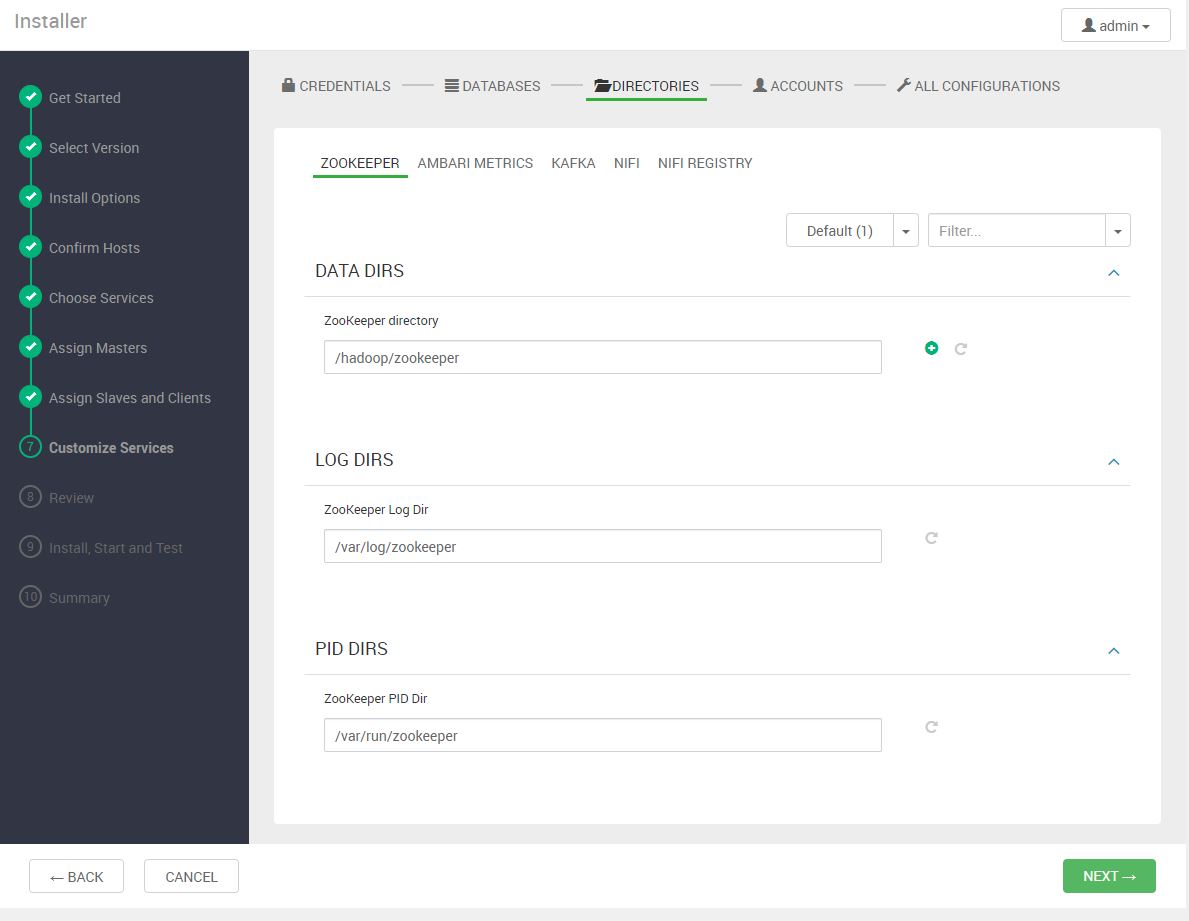 Installer
admin
Get Started
Select Version
Install Options
Confirm Hosts
Choose Services
Assign Masters
Assign Slaves and Clients
7 Customize Services
8 Review
9 Install, Start and Test
10 Summary
CREDENTIALS DATABASES DIRECTORIES ACCOUNTS ALL CONFIGURATIONS
ZOOKEEPER AMBARI METRICS KAFKA NIFI NIFI REGISTRY
Default (1) Filter...
DATA DIRS
ZooKeeper directory
/hadoop/zookeeper
LOG DIRS
ZooKeeper Log Dir
/var/log/zookeeper
PID DIRS
ZooKeeper PID Dir
/var/run/zookeeper
← BACK CANCEL NEXT →